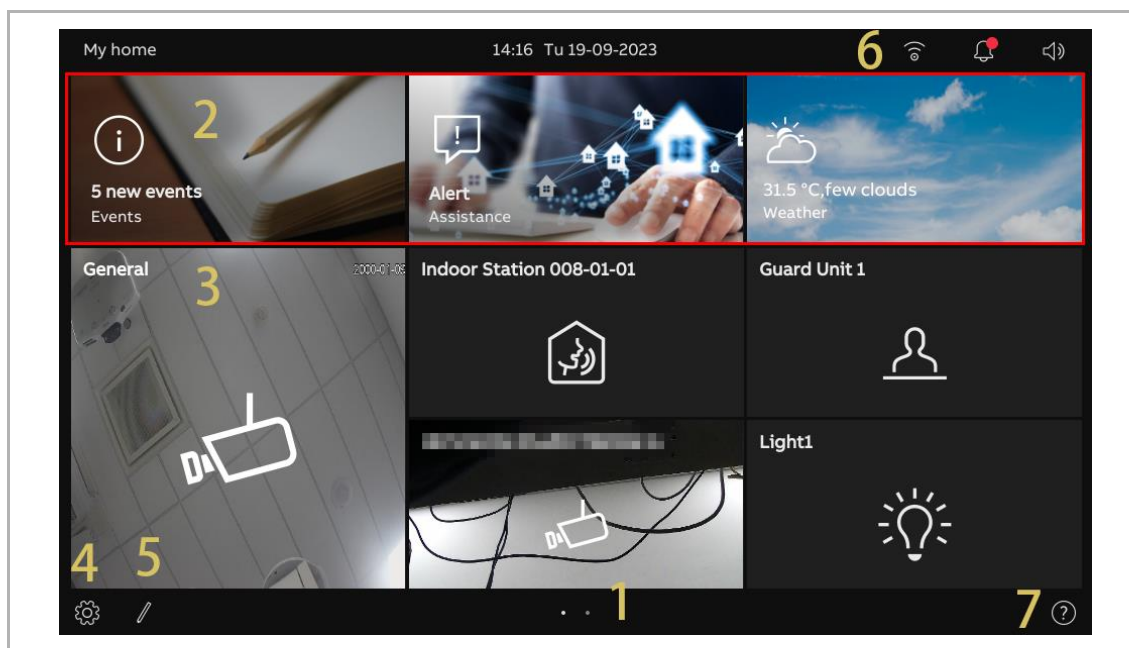 My home
14:16 Tu 19-09-2023
6
2
5 new events
Events
Alert
Assistance
31.5 °C,few clouds
Weather
General
3
Indoor Station 008-01-01
Guard Unit 1
Light1
4
5
1
7